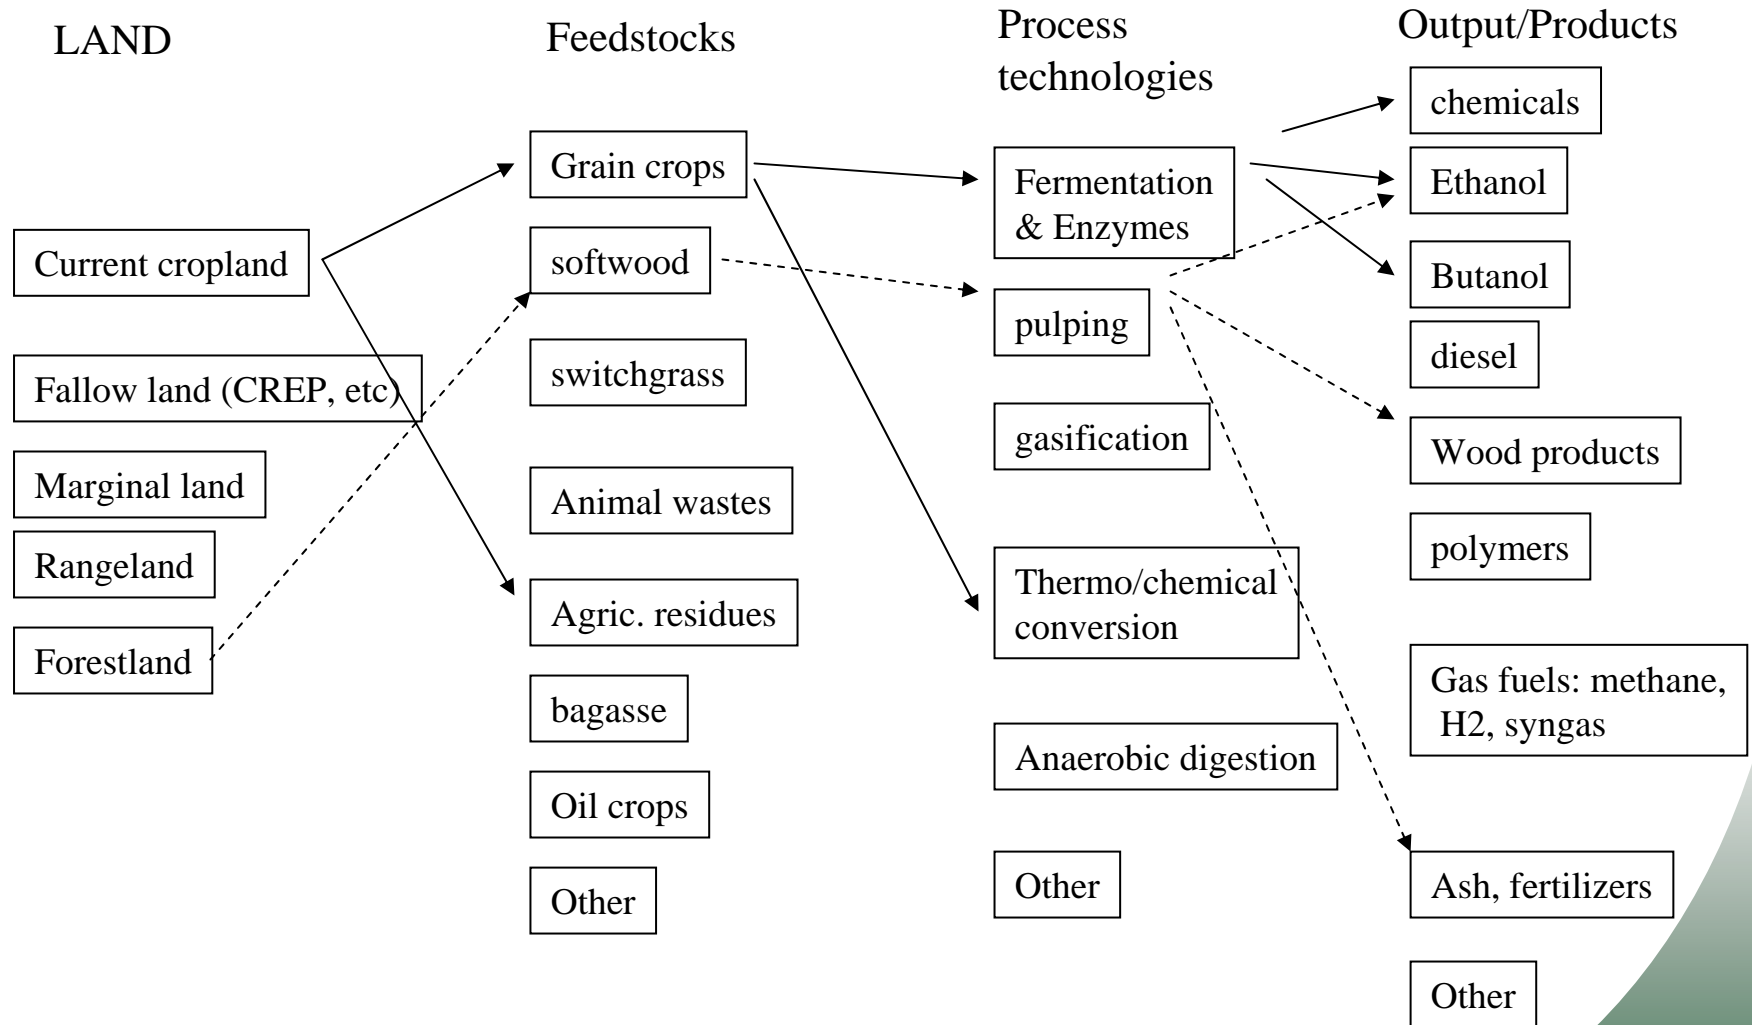 LAND
Current cropland
Fallow land (CREP, etc)
Marginal land
Rangeland
Forestland
Feedstocks
Grain crops
softwood
switchgrass
Animal wastes
Agric. residues
bagasse
Oil crops
Other
Process
technologies
Fermentation
& Enzymes
pulping
gasification
Thermo/chemical
conversion
Anaerobic digestion
Other
Output/Products
chemicals
Ethanol
Butanol
diesel
Wood products
polymers
Gas fuels: methane,
H2, syngas
Ash, fertilizers
Other